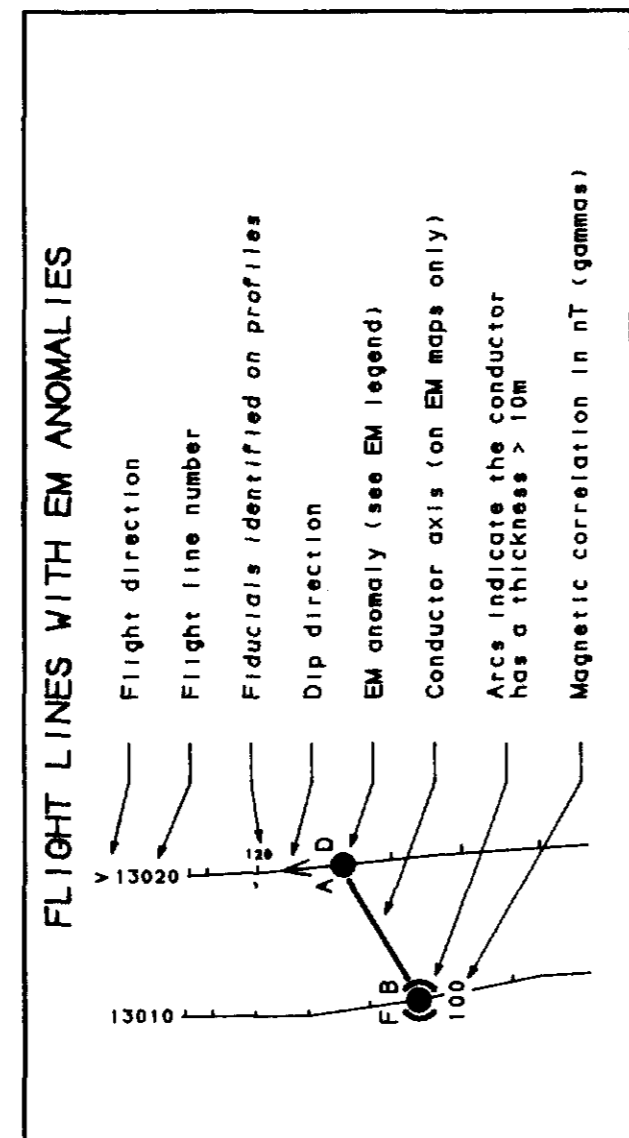 FLIGHT LINES WITH EM ANOMALIES
Flight direction
Flight line number
Fiducials identified on profiles
Dip direction
EM anomaly (see EM legend)
Conductor axis (on EM maps only)
Arcs indicate the conductor
has a thickness > 10m
Magnetic correlation in nT (gammas)
> 13020
120
A D
13010
F B
100